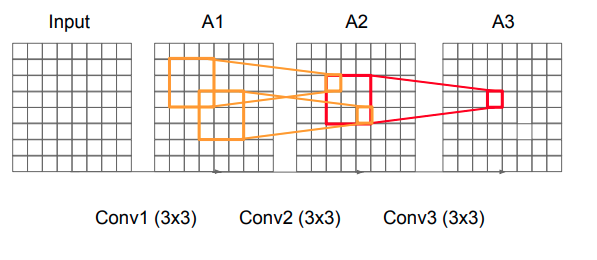 Input A1 A2 A3
Conv1 (3x3) Conv2 (3x3) Conv3 (3x3)